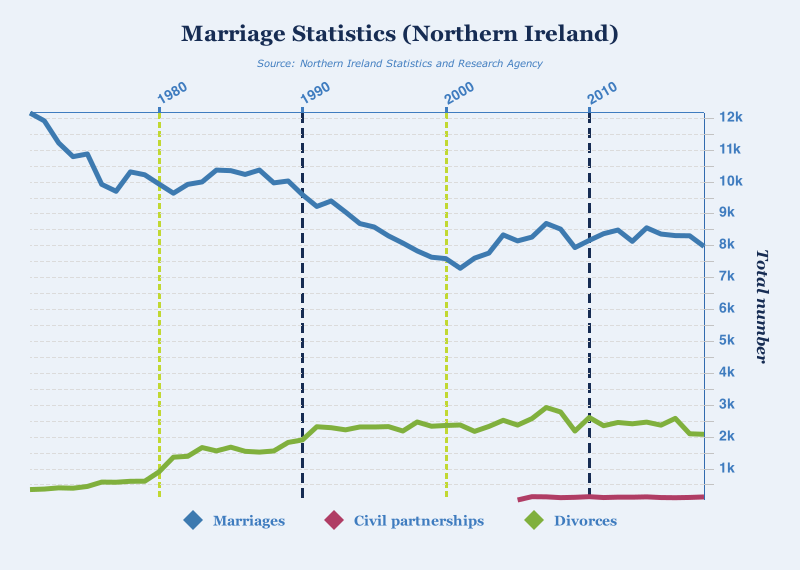 Marriage Statistics (Northern Ireland)
Source: Northern Ireland Statistics and Research Agency
1980 1990 2000 2010
12k
11k
10k
9k
8k
7k
6k
5k
4k
3k
2k
1k
Total number
Marriages Civil partnerships Divorces